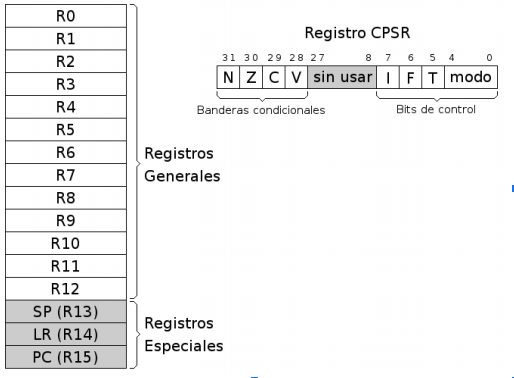 R0
R1
R2
R3
R4
R5
R6
R7
R8
R9
R10
R11
R12
SP (R13)
LR (R14)
PC (R15)
Registros
Generales
Registros
Especiales
Registro CPSR
31 30 29 28 27 8 7 6 5 4 0
N Z C V sin usar I F T modo
Banderas condicionales Bits de control